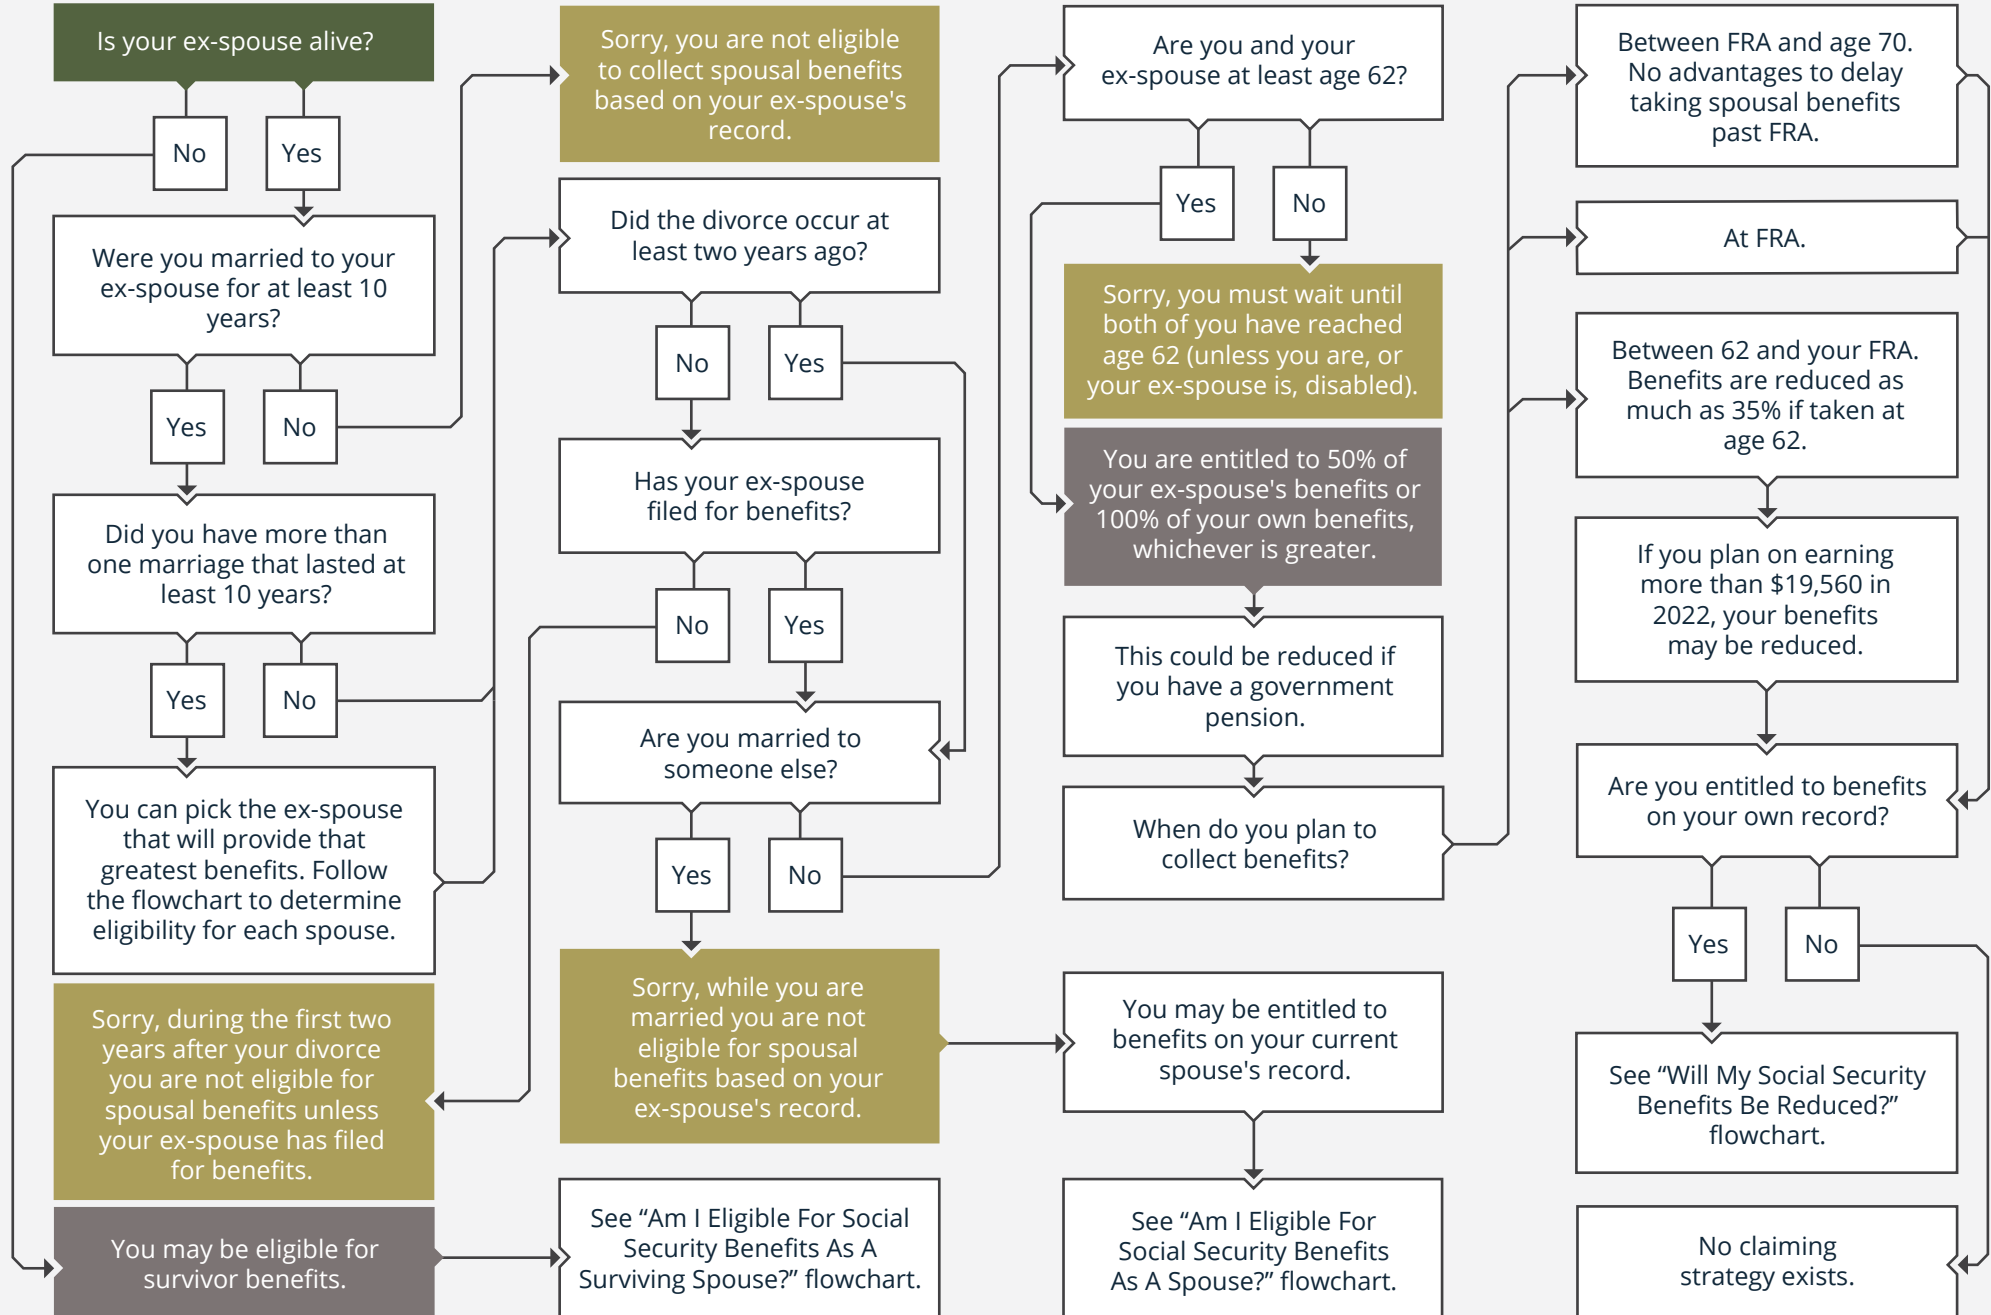 Is your ex-spouse alive?
No
Yes
Were you married to your
ex-spouse for at least 10
years?
Yes
No
Did you have more than
one marriage that lasted at
least 10 years?
Yes
No
You can pick the ex-spouse
that will provide that
greatest benefits. Follow
the flowchart to determine
eligibility for each spouse.
Sorry, during the first two
years after your divorce
you are not eligible for
spousal benefits unless
your ex-spouse has filed
for benefits.
You may be eligible for
survivor benefits.
Sorry, you are not eligible
to collect spousal benefits
based on your ex-spouse's
record.
Did the divorce occur at
least two years ago?
No
Yes
Has your ex-spouse
filed for benefits?
No
Yes
Are you married to
someone else?
Yes
No
Sorry, while you are
married you are not
eligible for spousal
benefits based on your
ex-spouse's record.
See “Am I Eligible For Social
Security Benefits As A
Surviving Spouse?” flowchart.
Are you and your
ex-spouse at least age 62?
Yes
No
Sorry, you must wait until
both of you have reached
age 62 (unless you are, or
your ex-spouse is, disabled).
You are entitled to 50% of
your ex-spouse's benefits or
100% of your own benefits,
whichever is greater.
This could be reduced if
you have a government
pension.
When do you plan to
collect benefits?
You may be entitled to
benefits on your current
spouse's record.
See “Am I Eligible For
Social Security Benefits
As A Spouse?” flowchart.
Between FRA and age 70.
No advantages to delay
taking spousal benefits
past FRA.
At FRA.
Between 62 and your FRA.
Benefits are reduced as
much as 35% if taken at
age 62.
If you plan on earning
more than $19,560 in
2022, your benefits
may be reduced.
Are you entitled to benefits
on your own record?
Yes
No
See “Will My Social Security
Benefits Be Reduced?”
flowchart.
No claiming
strategy exists.